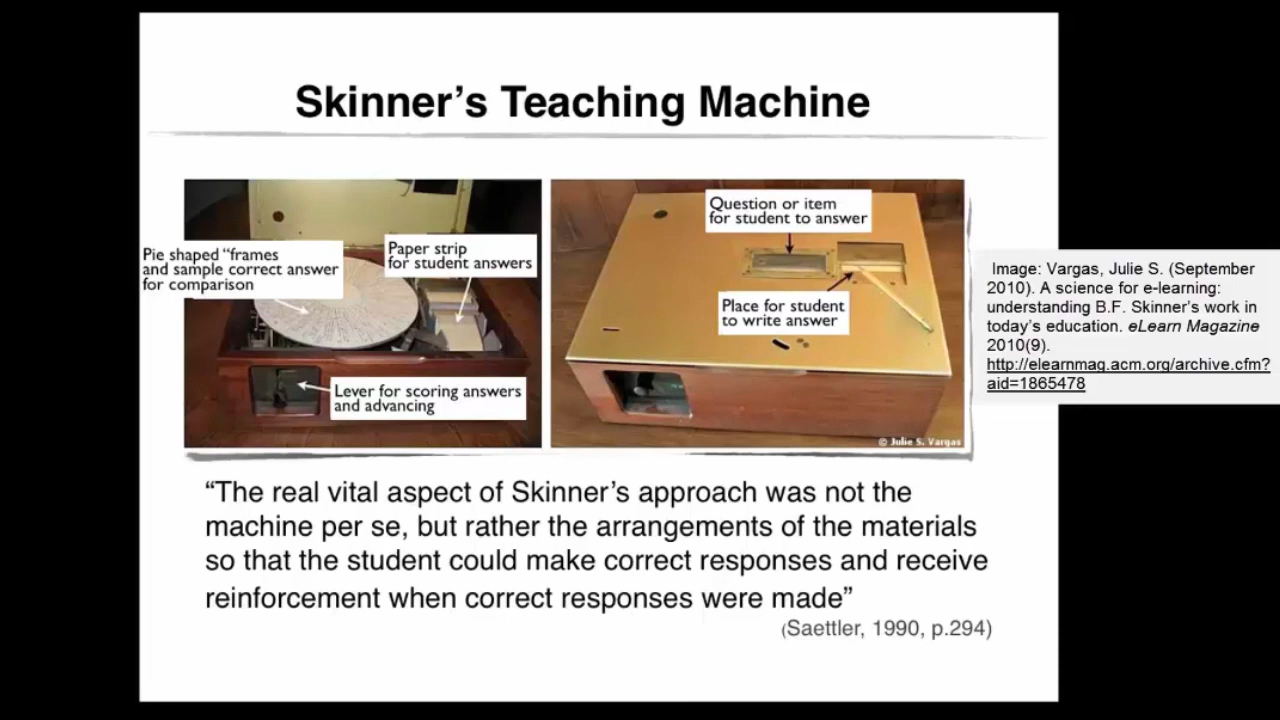 Skinner’s Teaching Machine
Pie shaped “frames
and sample correct answer
for comparison
Paper strip
for student answers
Lever for scoring answers
and advancing
Question or item
for student to answer
Place for student
to write answer
© Julie S. Vargas
Image: Vargas, Julie S. (September
2010). A science for e-learning:
understanding B.F. Skinner’s work in
today’s education. eLearn Magazine
2010(9).
http://elearnmag.acm.org/archive.cfm?
aid=1865478
“The real vital aspect of Skinner’s approach was not the
machine per se, but rather the arrangements of the materials
so that the student could make correct responses and receive
reinforcement when correct responses were made”
(Saettler, 1990, p.294)